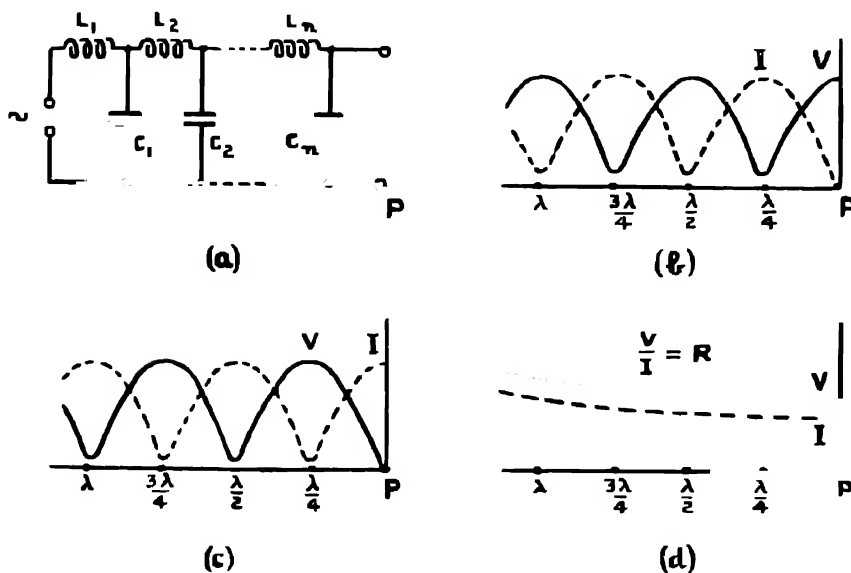 L₁ L₂ Lₙ
~ C₁ C₂ Cₙ
P
(a)
I V
λ 3λ/4 λ/2 λ/4 P
(b)
V I
λ 3λ/4 λ/2 λ/4 P
(c)
V/I = R
V
I
λ 3λ/4 λ/2 λ/4 P
(d)